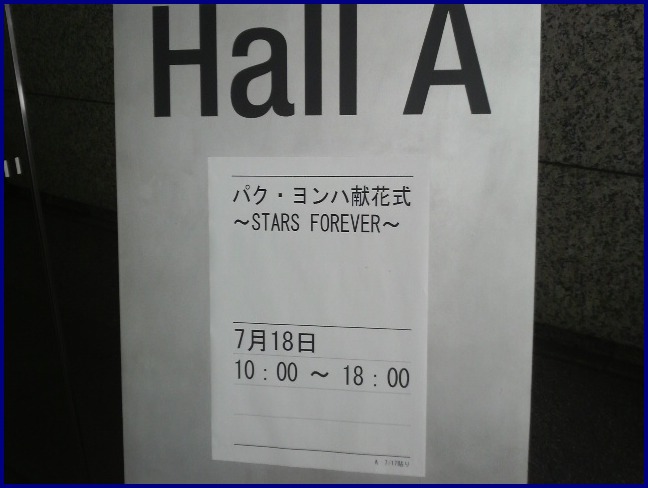 Hall A
パク・ヨンハ献花式
～STARS FOREVER～
7月18日
10：00 ～ 18：00